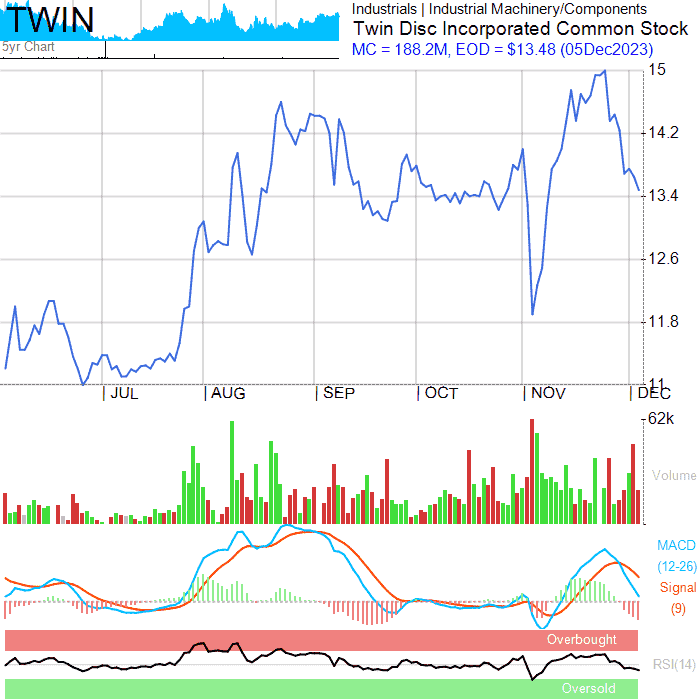 TWIN
5yr Chart
Industrials | Industrial Machinery/Components
Twin Disc Incorporated Common Stock
MC = 188.2M, EOD = $13.48 (05Dec2023)
15
14.2
13.4
12.6
11.8
11
JUL
AUG
SEP
OCT
NOV
DEC
62k
Volume
MACD
(12-26)
Signal
(9)
Overbought
RSI(14)
Oversold